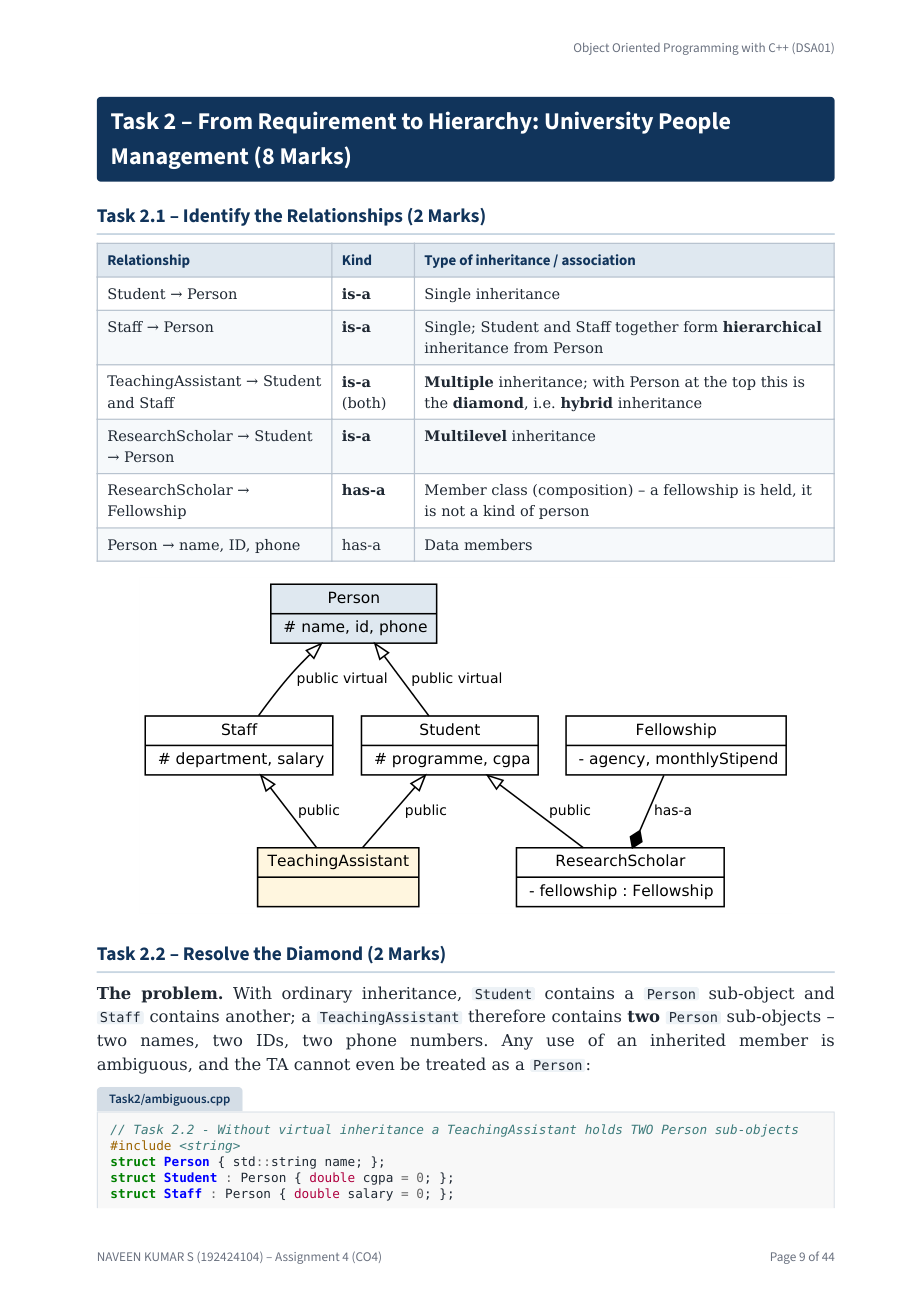 Object Oriented Programming with C++ (DSA01)
Task 2 – From Requirement to Hierarchy: University People
Management (8 Marks)
Task 2.1 – Identify the Relationships (2 Marks)
Relationship Kind Type of inheritance / association
Student → Person is-a Single inheritance
Staff → Person is-a Single; Student and Staff together form hierarchical
inheritance from Person
TeachingAssistant → Student is-a Multiple inheritance; with Person at the top this is
and Staff (both) the diamond, i.e. hybrid inheritance
ResearchScholar → Student is-a Multilevel inheritance
→ Person
ResearchScholar → has-a Member class (composition) – a fellowship is held, it
Fellowship is not a kind of person
Person → name, ID, phone has-a Data members
Person
# name, id, phone
public virtual public virtual
Staff Student Fellowship
# department, salary # programme, cgpa - agency, monthlyStipend
public public public has-a
TeachingAssistant ResearchScholar
- fellowship : Fellowship
Task 2.2 – Resolve the Diamond (2 Marks)
The problem. With ordinary inheritance, Student contains a Person sub-object and
Staff contains another; a TeachingAssistant therefore contains two Person sub-objects –
two names, two IDs, two phone numbers. Any use of an inherited member is
ambiguous, and the TA cannot even be treated as a Person:
Task2/ambiguous.cpp
// Task 2.2 - Without virtual inheritance a TeachingAssistant holds TWO Person sub-objects
#include <string>
struct Person { std::string name; };
struct Student : Person { double cgpa = 0; };
struct Staff : Person { double salary = 0; };
NAVEEN KUMAR S (192424104) – Assignment 4 (CO4) Page 9 of 44